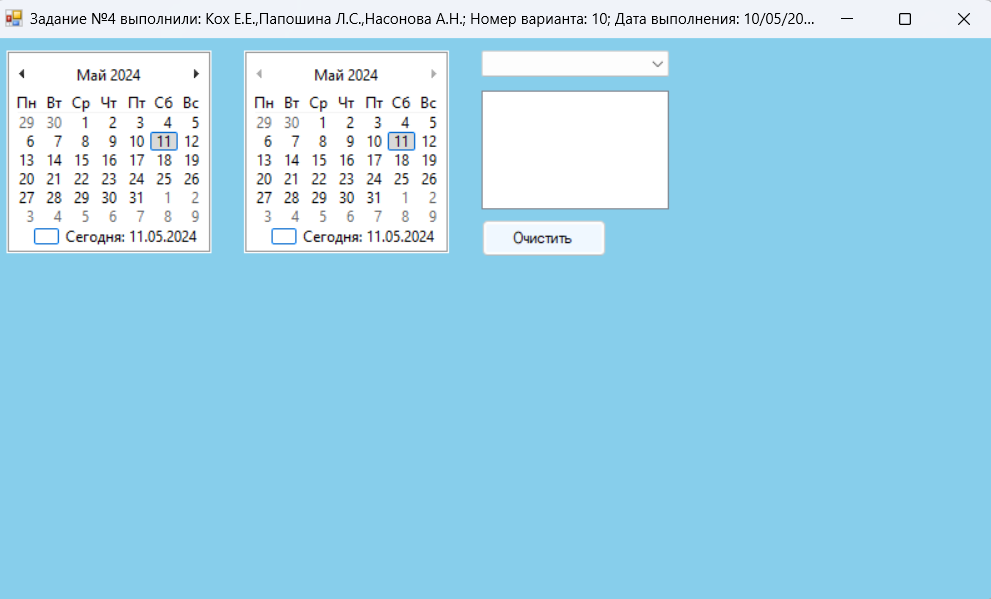 Задание №4 выполнили: Кох Е.Е.,Папошина Л.С.,Насонова А.Н.; Номер варианта: 10; Дата выполнения: 10/05/20...
Май 2024
Пн Вт Ср Чт Пт Сб Вс
29 30 1 2 3 4 5
6 7 8 9 10 11 12
13 14 15 16 17 18 19
20 21 22 23 24 25 26
27 28 29 30 31 1 2
3 4 5 6 7 8 9
Сегодня: 11.05.2024
Май 2024
Пн Вт Ср Чт Пт Сб Вс
29 30 1 2 3 4 5
6 7 8 9 10 11 12
13 14 15 16 17 18 19
20 21 22 23 24 25 26
27 28 29 30 31 1 2
3 4 5 6 7 8 9
Сегодня: 11.05.2024
Очистить